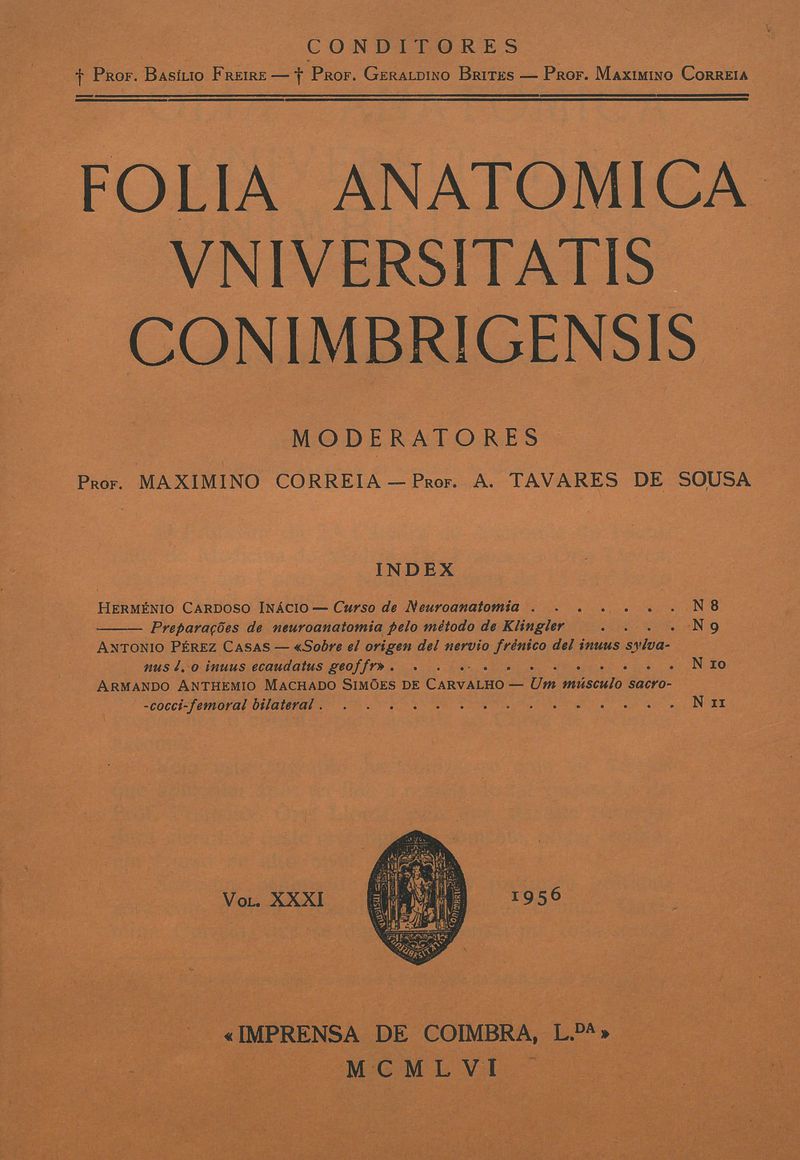 CONDITORES
† Prof. Basílio Freire — † Prof. Geraldino Brites — Prof. Maximino Correia
FOLIA ANATOMICA
VNIVERSITATIS
CONIMBRIGENSIS
MODERATORES
Prof. MAXIMINO CORREIA — Prof. A. TAVARES DE SOUSA
INDEX
Herménio Cardoso Inácio — Curso de Neuroanatomia . . . . . . . N 8
——— Preparações de neuroanatomia pelo método de Klingler . . . . N 9
Antonio Pérez Casas — «Sobre el origen del nervio frénico del inuus sylva-
nus l. o inuus ecaudatus geoffr» . . . . . . . . . . . . . N 10
Armando Anthemio Machado Simões de Carvalho — Um músculo sacro-
-cocci-femoral bilateral . . . . . . . . . . . . . . . . N 11
Vol. XXXI 1956
«IMPRENSA DE COIMBRA, L.DA»
MCMLVI